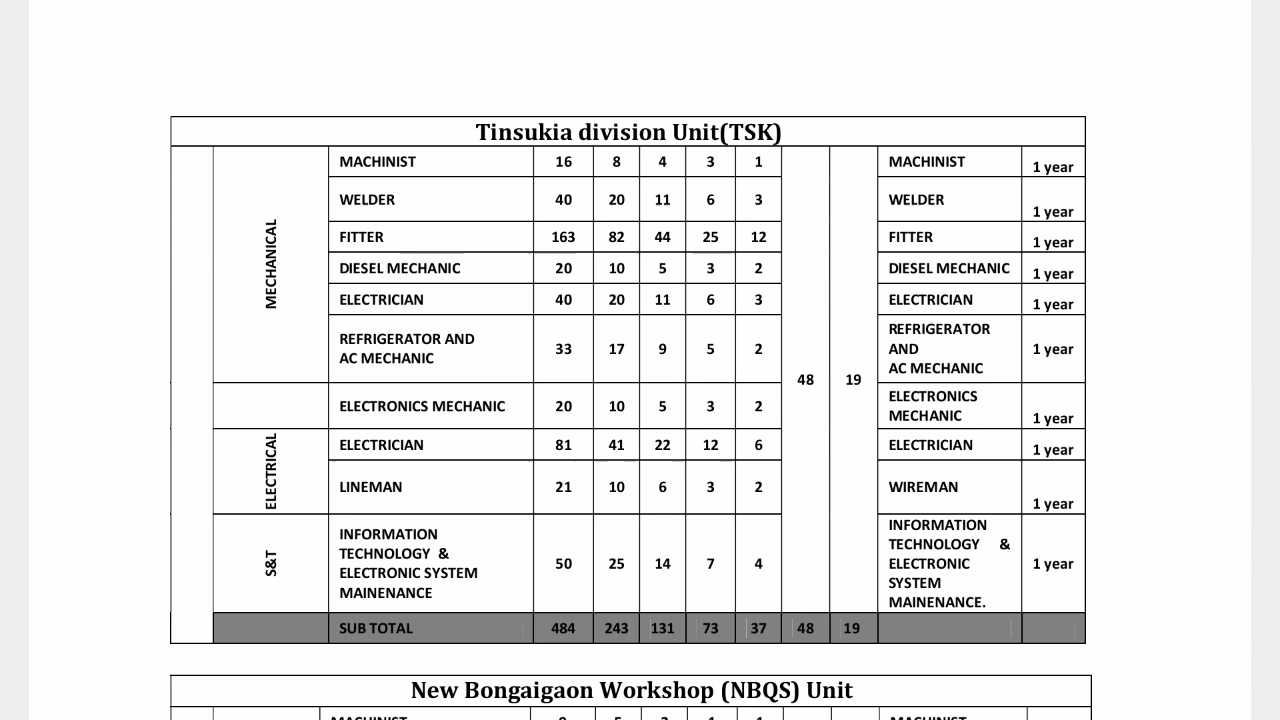 Tinsukia division Unit(TSK)
MECHANICAL
MACHINIST 16 8 4 3 1 MACHINIST 1 year
WELDER 40 20 11 6 3 WELDER 1 year
FITTER 163 82 44 25 12 FITTER 1 year
DIESEL MECHANIC 20 10 5 3 2 DIESEL MECHANIC 1 year
ELECTRICIAN 40 20 11 6 3 ELECTRICIAN 1 year
REFRIGERATOR AND
AC MECHANIC 33 17 9 5 2
REFRIGERATOR
AND
AC MECHANIC 1 year
48 19
ELECTRONICS MECHANIC 20 10 5 3 2
ELECTRONICS
MECHANIC 1 year
ELECTRICAL
ELECTRICIAN 81 41 22 12 6 ELECTRICIAN 1 year
LINEMAN 21 10 6 3 2 WIREMAN 1 year
S&T
INFORMATION
TECHNOLOGY &
ELECTRONIC SYSTEM
MAINENANCE
50 25 14 7 4
INFORMATION
TECHNOLOGY &
ELECTRONIC
SYSTEM
MAINENANCE.
1 year
SUB TOTAL 484 243 131 73 37 48 19
New Bongaigaon Workshop (NBQS) Unit
MACHINIST MACHINIST